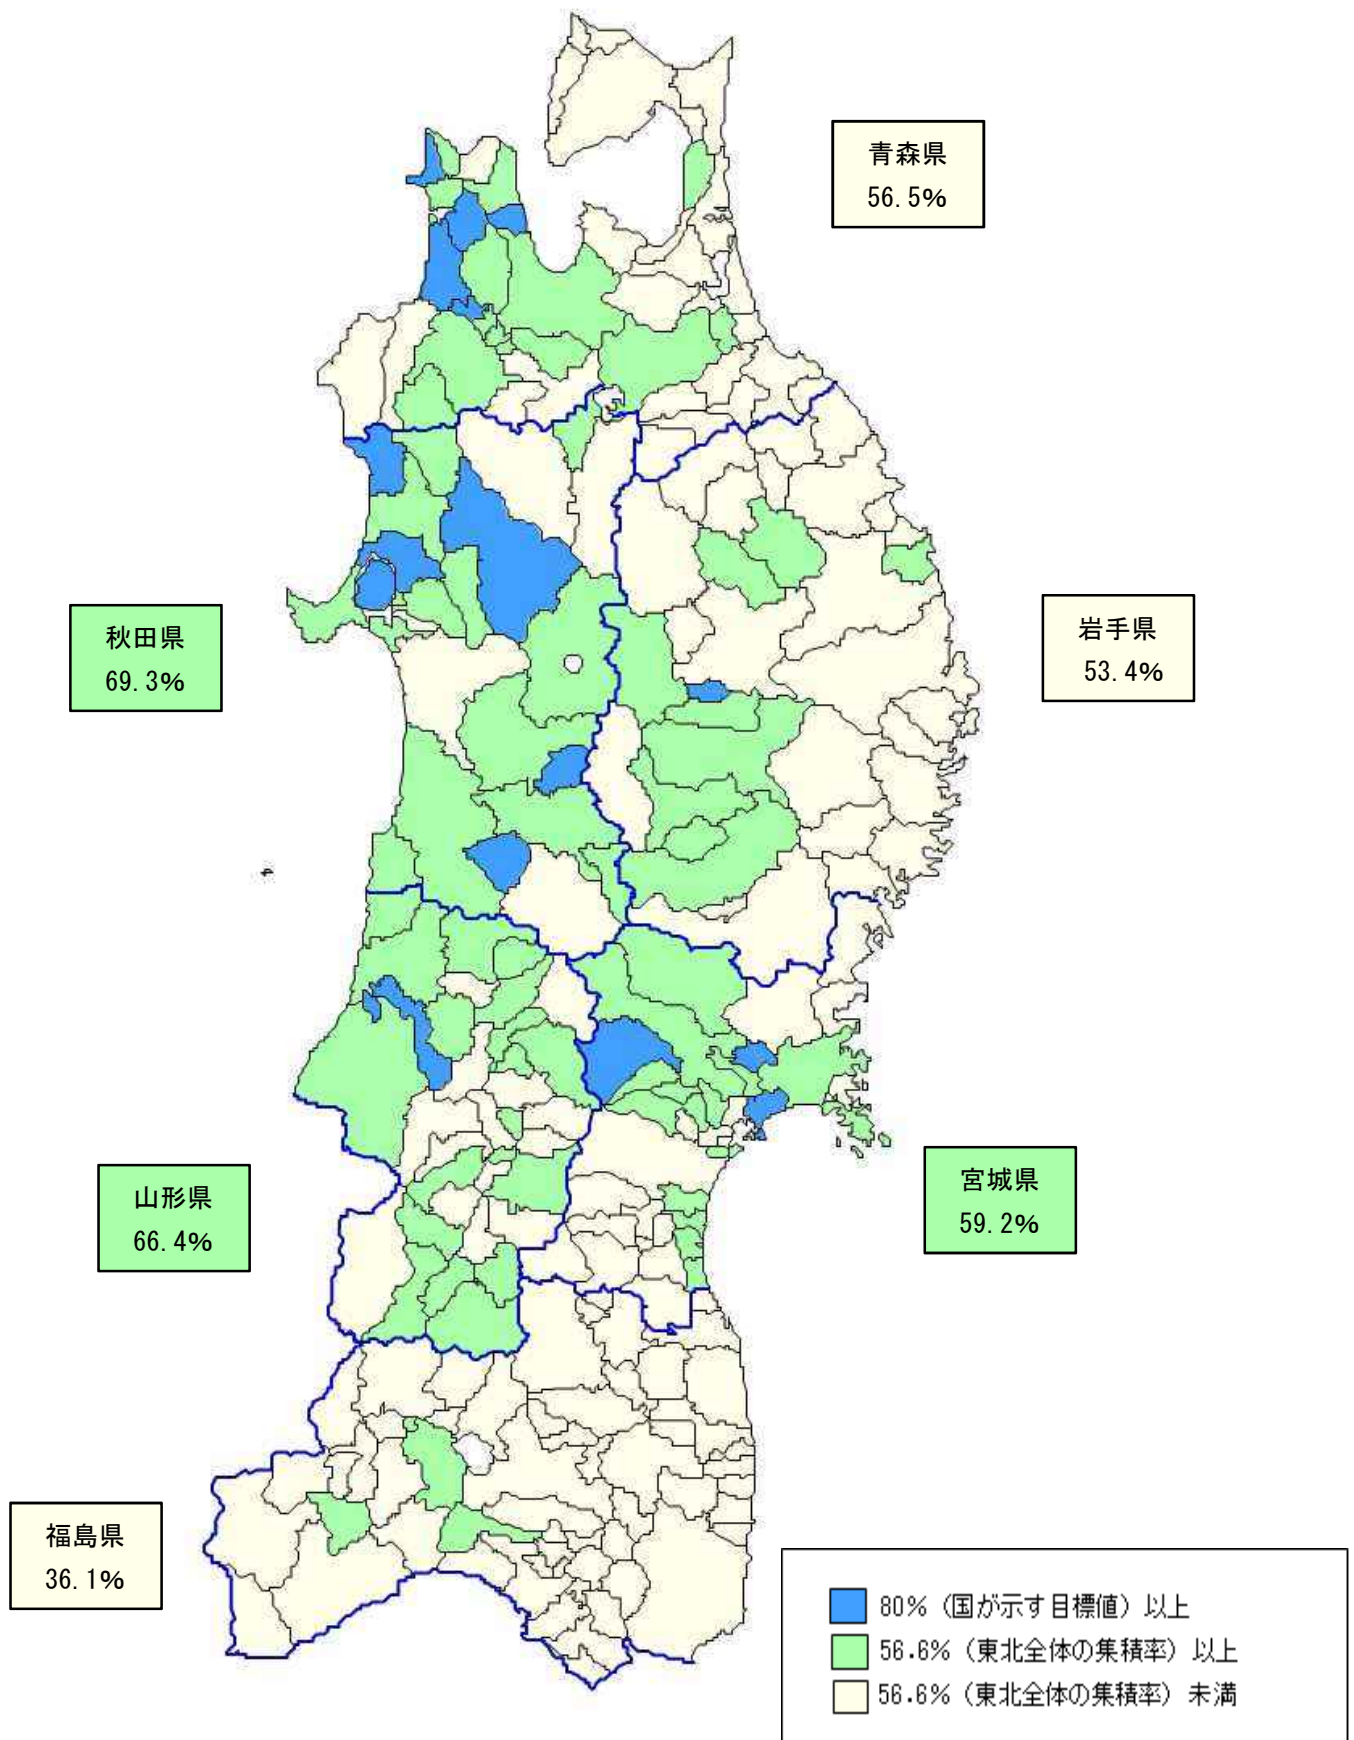 青森県
56.5%
秋田県
69.3%
岩手県
53.4%
山形県
66.4%
宮城県
59.2%
福島県
36.1%
80%（国が示す目標値）以上
56.6%（東北全体の集積率）以上
56.6%（東北全体の集積率）未満